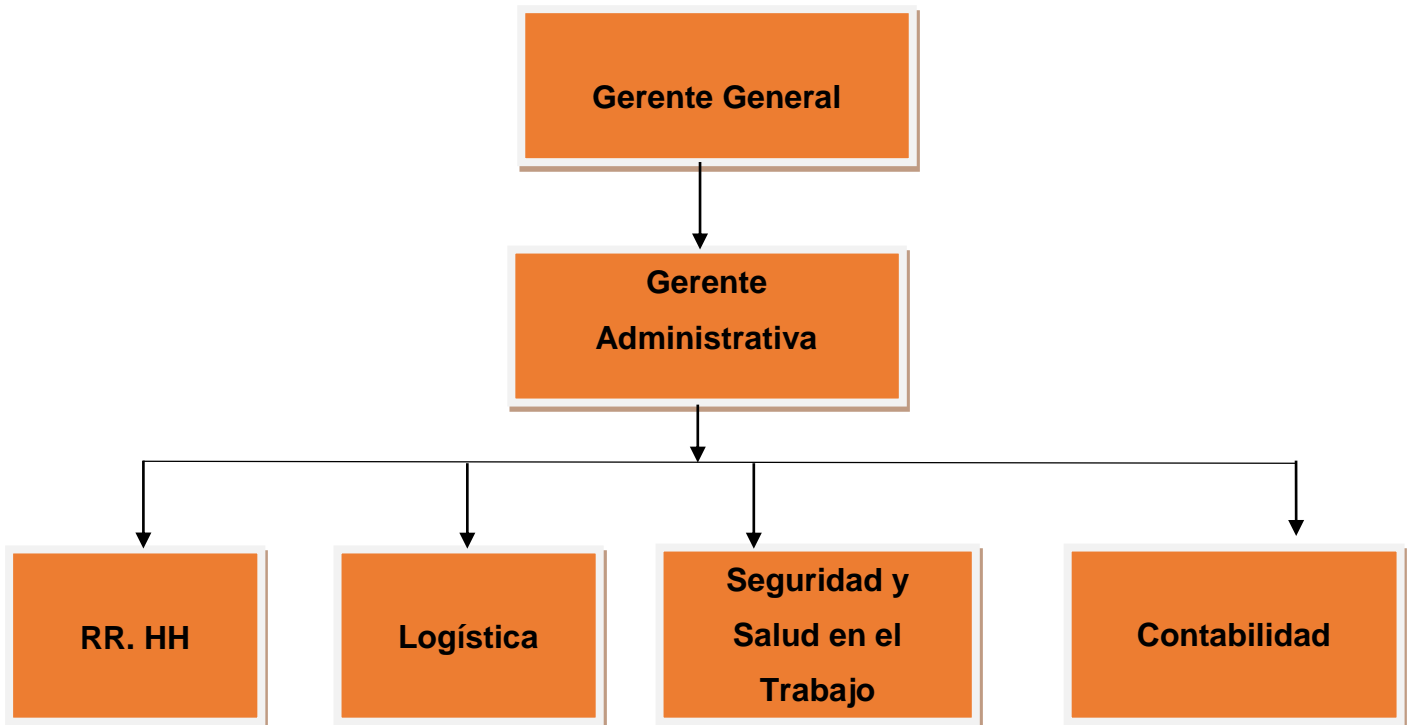 Gerente General
Gerente
Administrativa
RR. HH
Logística
Seguridad y
Salud en el
Trabajo
Contabilidad